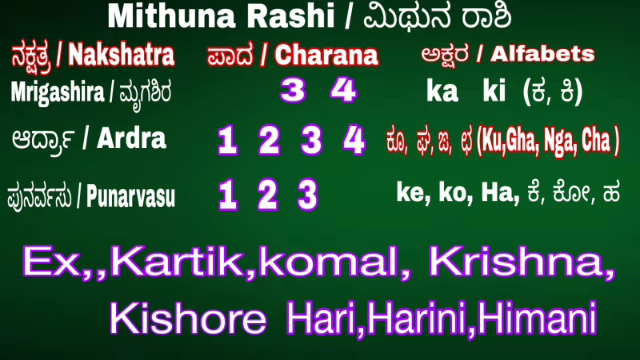 Mithuna Rashi / ಮಿಥುನ ರಾಶಿ
ನಕ್ಷತ್ರ / Nakshatra ಪಾದ / Charana ಅಕ್ಷರ / Alfabets
Mrigashira / ಮೃಗಶಿರ 3 4 ka ki (ಕ, ಕಿ)
ಆರ್ದ್ರಾ / Ardra 1 2 3 4 ಕೂ, ಘ, ಙ, ಛ (Ku,Gha, Nga, Cha )
ಪುನರ್ವಸು / Punarvasu 1 2 3 ke, ko, Ha, ಕೆ, ಕೋ, ಹ
Ex,,Kartik,komal, Krishna,
Kishore Hari,Harini,Himani